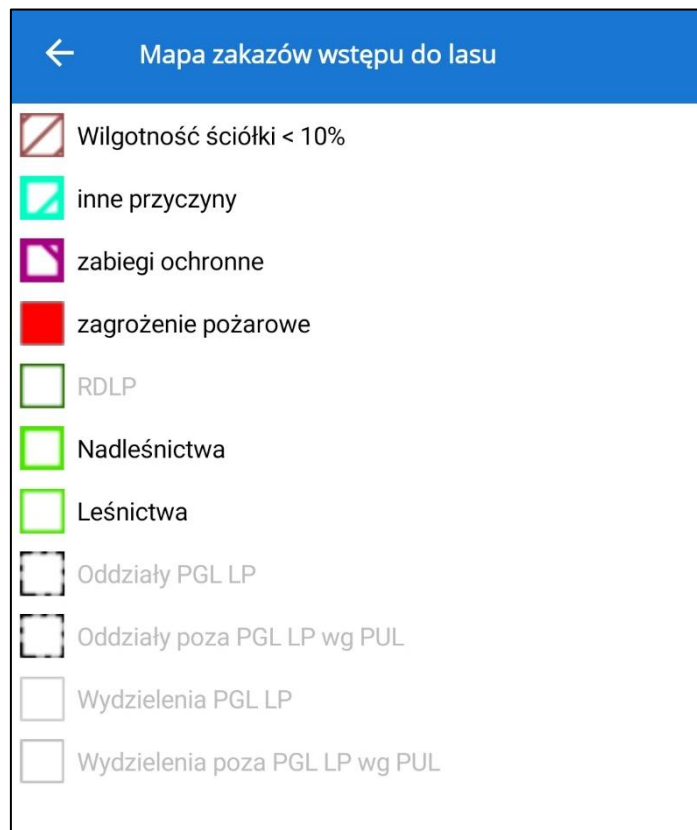 Mapa zakazów wstępu do lasu
Wilgotność ściółki < 10%
inne przyczyny
zabiegi ochronne
zagrożenie pożarowe
RDLP
Nadleśnictwa
Leśnictwa
Oddziały PGL LP
Oddziały poza PGL LP wg PUL
Wydzielenia PGL LP
Wydzielenia poza PGL LP wg PUL